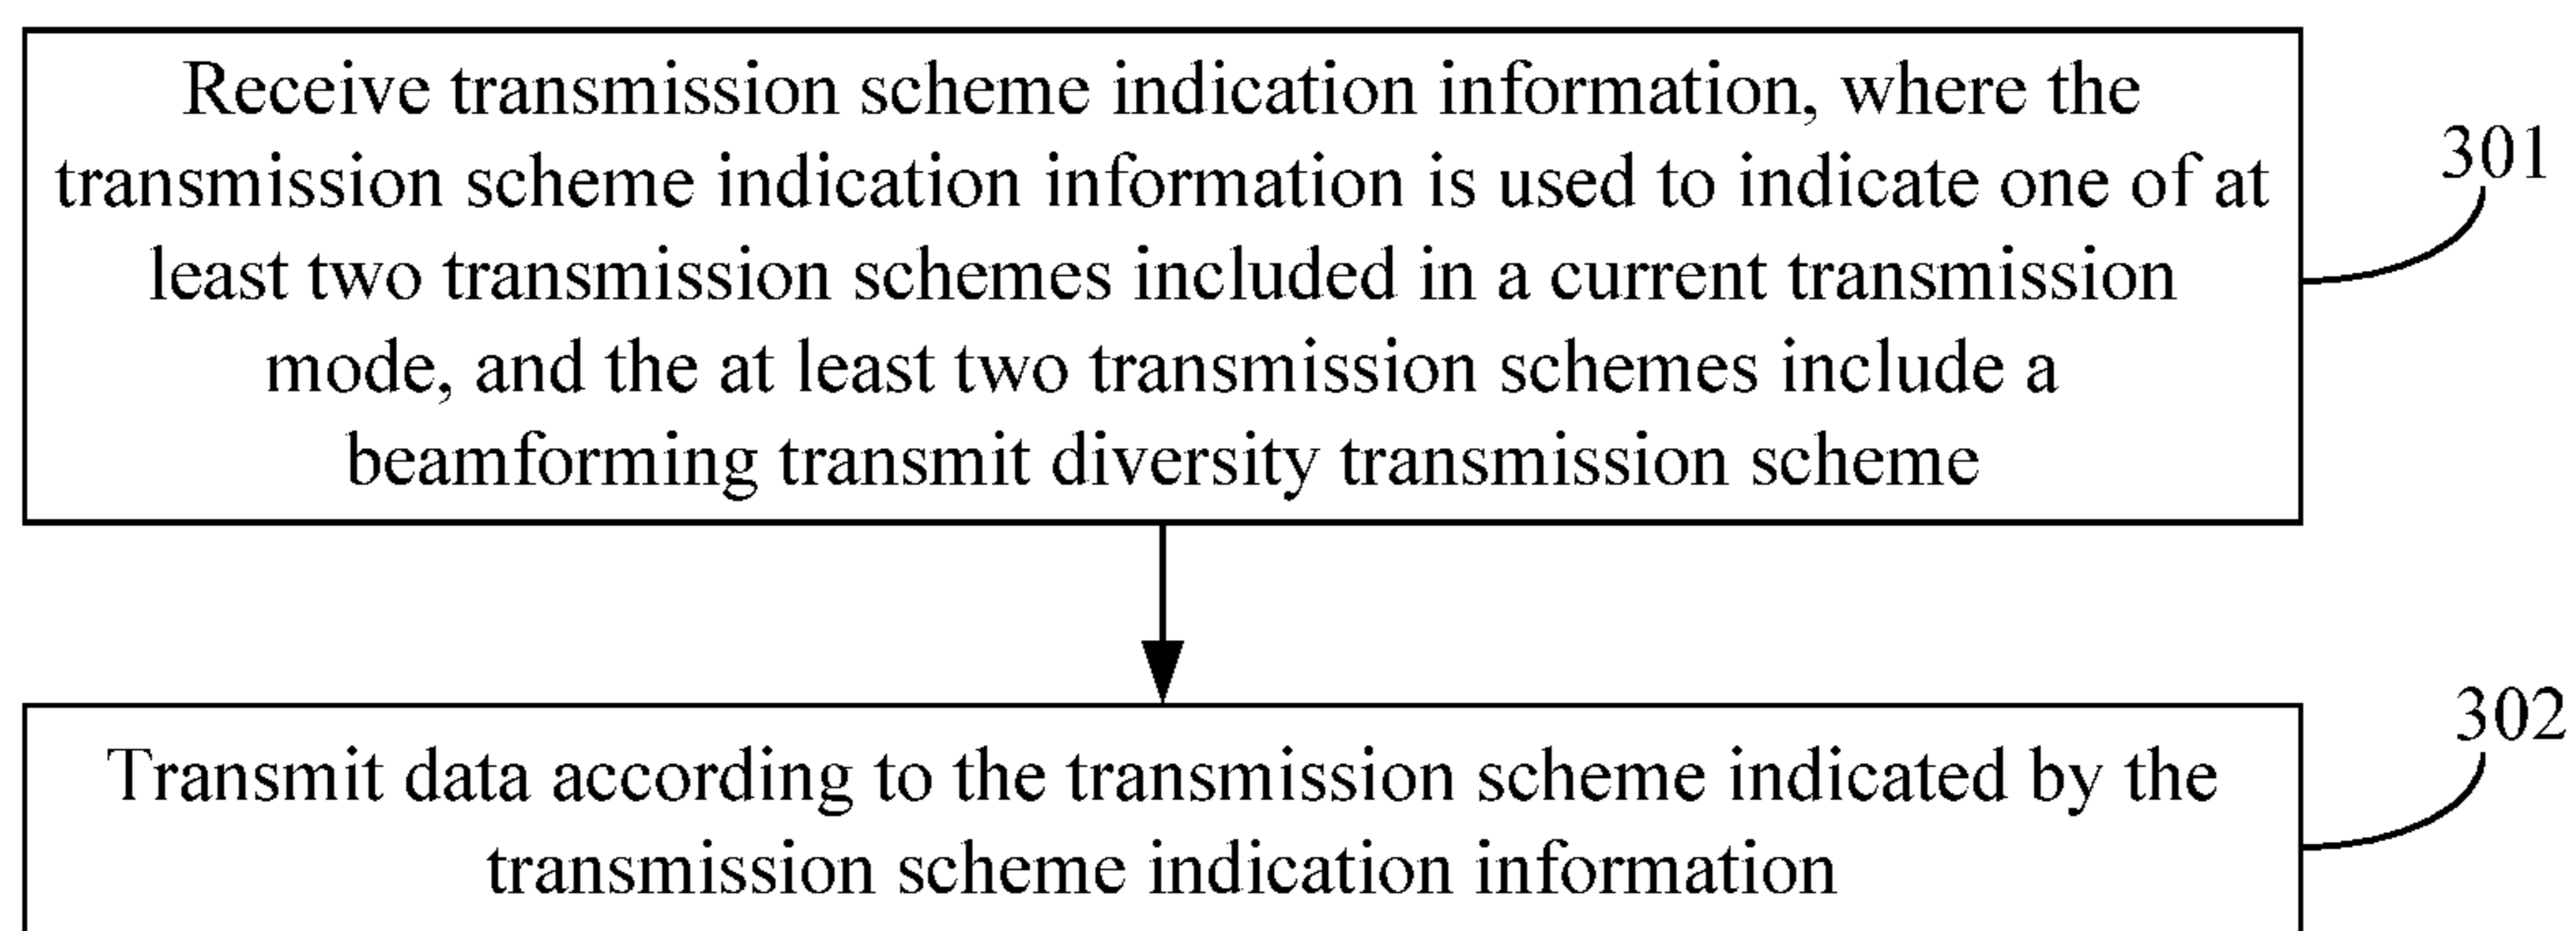 Receive transmission scheme indication information, where the
transmission scheme indication information is used to indicate one of at
least two transmission schemes included in a current transmission
mode, and the at least two transmission schemes include a
beamforming transmit diversity transmission scheme
301
Transmit data according to the transmission scheme indicated by the
transmission scheme indication information
302